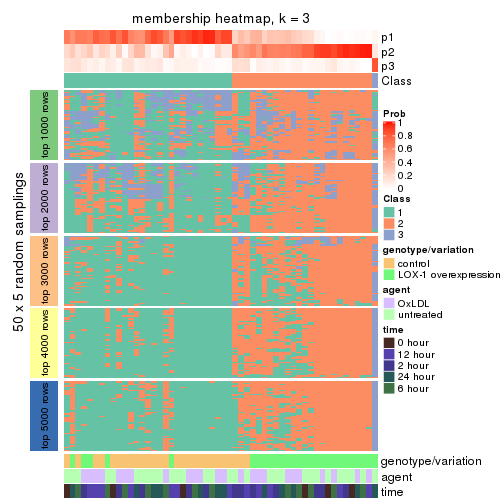 membership heatmap, k = 3
p1
p2
p3
Class
50 x 5 random samplings
top 1000 rows
top 2000 rows
top 3000 rows
top 4000 rows
top 5000 rows
Prob
1
0.8
0.6
0.4
0.2
0
Class
1
2
3
genotype/variation
control
LOX-1 overexpression
agent
OxLDL
untreated
time
0 hour
12 hour
2 hour
24 hour
6 hour
genotype/variation
agent
time